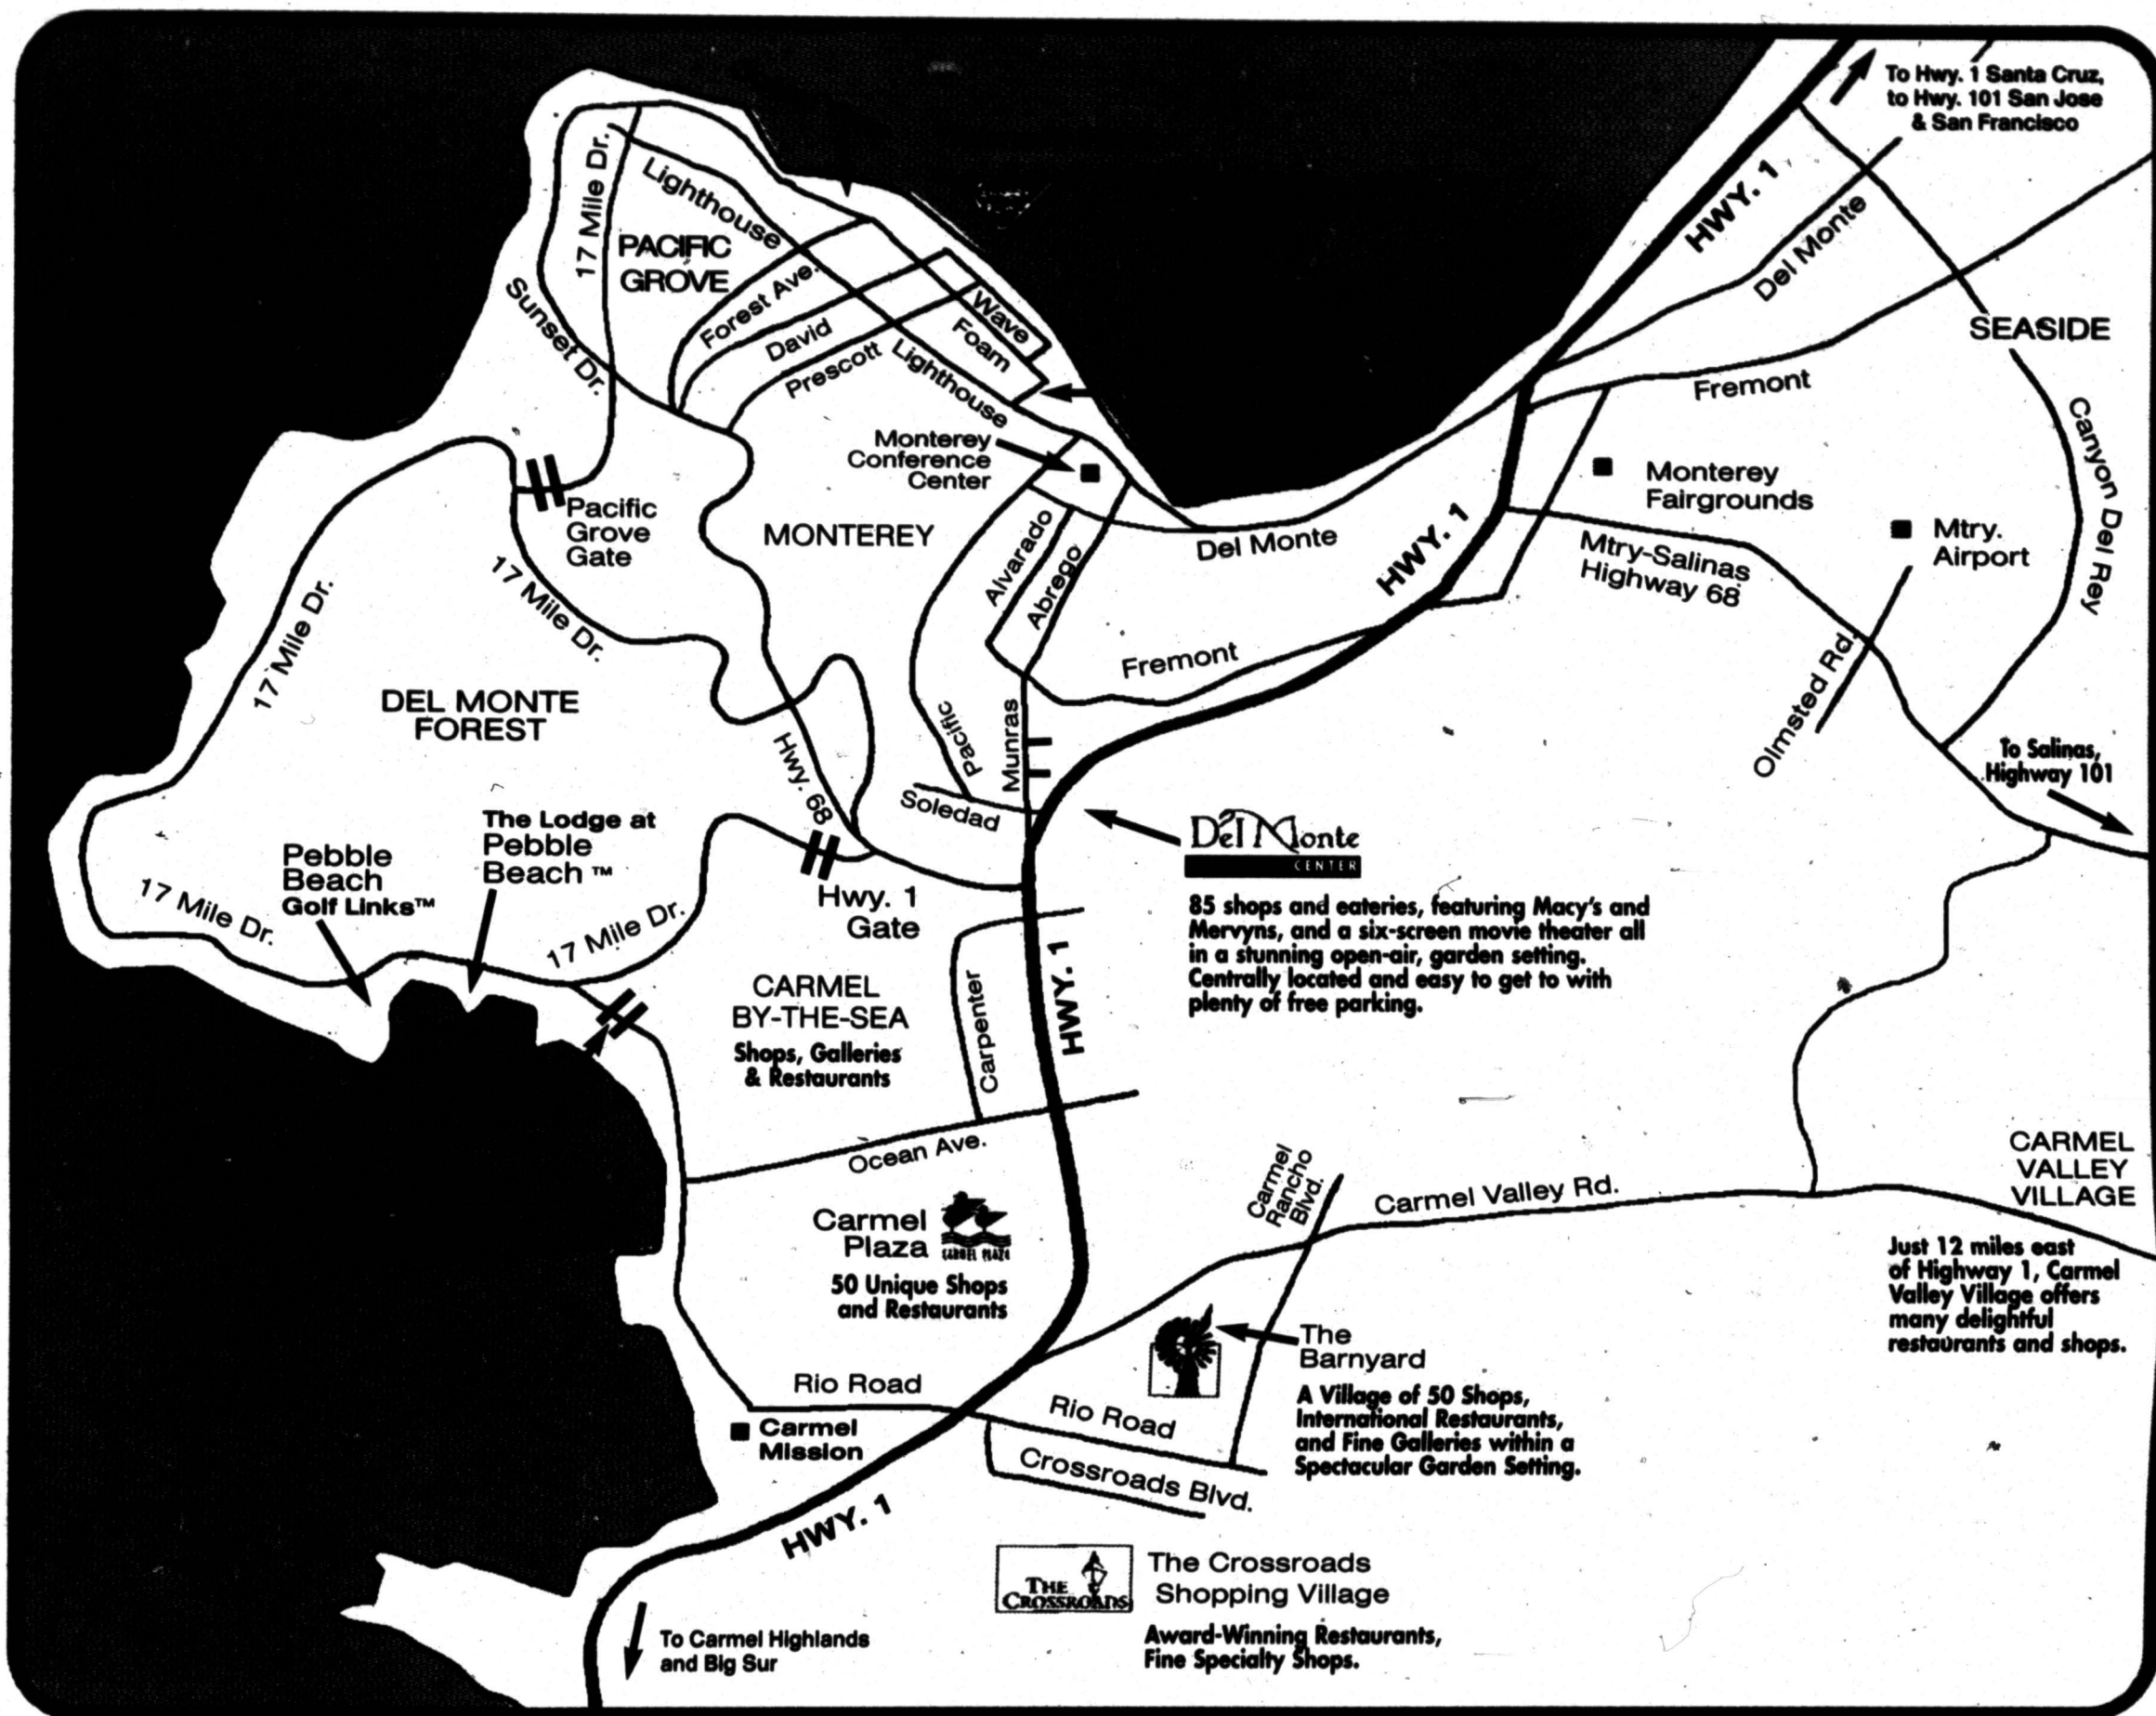 To Hwy. 1 Santa Cruz,
to Hwy. 101 San Jose
& San Francisco
HWY. 1
Del Monte
17 Mile Dr.
Lighthouse
PACIFIC
GROVE
Forest Ave.
Sunset Dr.
David
Prescott
Wave
Foam
Lighthouse
SEASIDE
Fremont
Canyon Del Rey
Monterey
Conference
Center
Monterey
Fairgrounds
Mtry.
Airport
Pacific
Grove
Gate
MONTEREY
Alvarado
Abrego
Del Monte
HWY. 1
Mtry-Salinas
Highway 68
17 Mile Dr.
17 Mile Dr.
Fremont
Olmsted Rd.
DEL MONTE
FOREST
Pacific
Munras
Hwy. 68
Soledad
To Salinas,
Highway 101
Del Monte
CENTER
85 shops and eateries, featuring Macy's and
Mervyns, and a six-screen movie theater all
in a stunning open-air, garden setting.
Centrally located and easy to get to with
plenty of free parking.
The Lodge at
Pebble
Beach™
Pebble
Beach
Golf Links™
17 Mile Dr.
17 Mile Dr.
Hwy. 1
Gate
CARMEL
BY-THE-SEA
Shops, Galleries
& Restaurants
Carpenter
HWY. 1
Ocean Ave.
Carmel
Rancho
Blvd.
Carmel Valley Rd.
CARMEL
VALLEY
VILLAGE
Just 12 miles east
of Highway 1, Carmel
Valley Village offers
many delightful
restaurants and shops.
Carmel
Plaza
CARMEL PLAZA
50 Unique Shops
and Restaurants
The
Barnyard
A Village of 50 Shops,
International Restaurants,
and Fine Galleries within a
Spectacular Garden Setting.
Rio Road
Rio Road
Carmel
Mission
Crossroads Blvd.
HWY. 1
THE
CROSSROADS
The Crossroads
Shopping Village
Award-Winning Restaurants,
Fine Specialty Shops.
To Carmel Highlands
and Big Sur